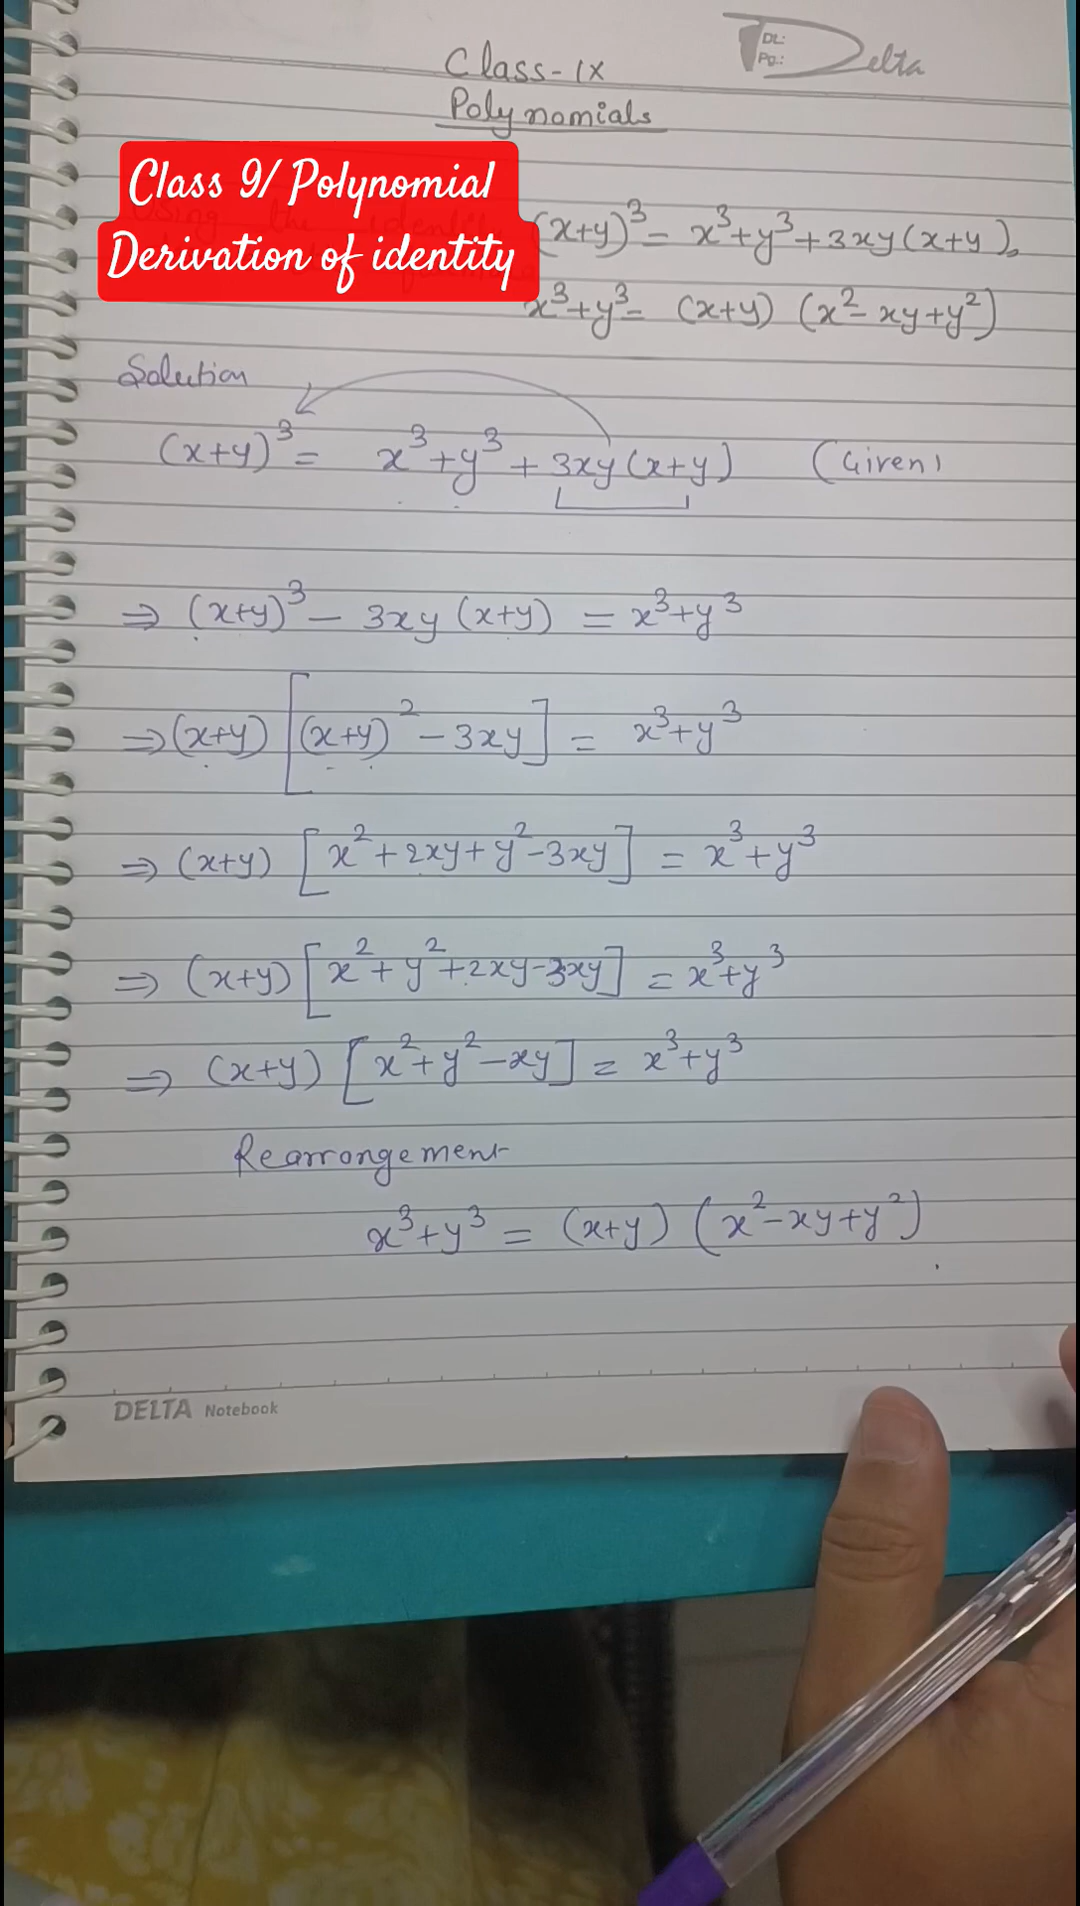 Class-IX
DL:
Pg.:
Delta
Polynomials
Class 9/ Polynomial
Derivation of identity
(x+y)³ = x³+y³+3xy(x+y),
x³+y³= (x+y) (x²-xy+y²)
Solution
(x+y)³ = x³+y³+3xy(x+y) (Given)
⇒ (x+y)³ - 3xy (x+y) = x³+y³
⇒ (x+y) [(x+y)² - 3xy] = x³+y³
⇒ (x+y) [x²+2xy+y²-3xy] = x³+y³
⇒ (x+y) [x²+y²+2xy-3xy] = x³+y³
⇒ (x+y) [x²+y²-xy] = x³+y³
Rearrongement
x³+y³ = (x+y) (x²-xy+y²)
DELTA Notebook